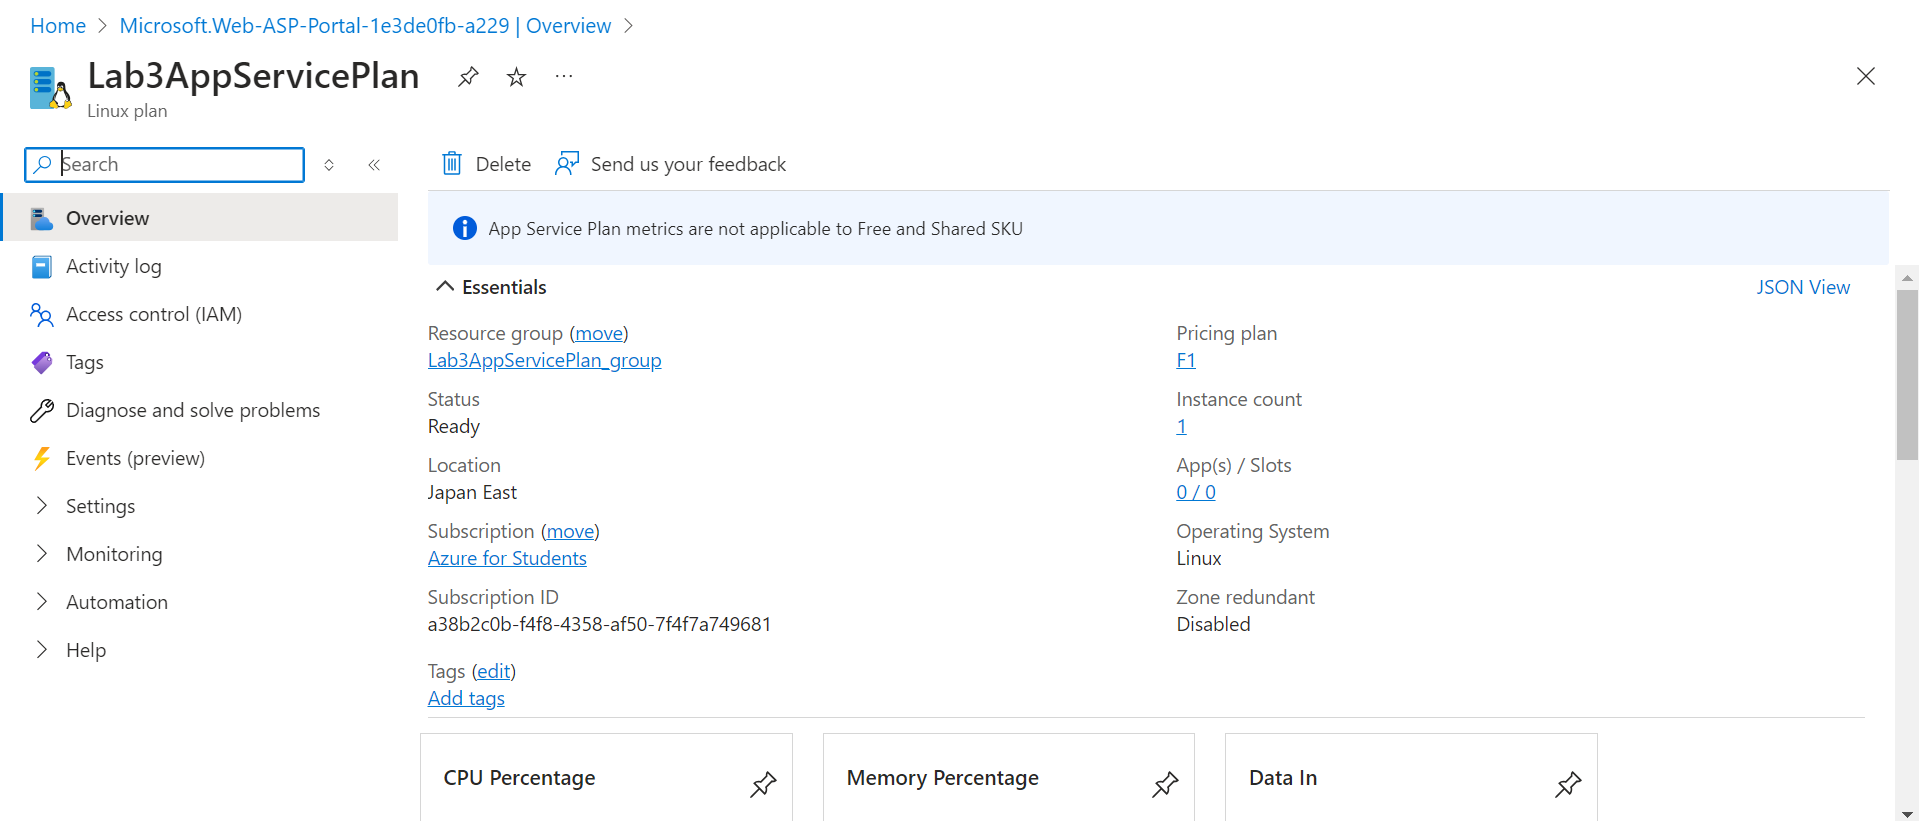 Home > Microsoft.Web-ASP-Portal-1e3de0fb-a229 | Overview >
Lab3AppServicePlan
Linux plan
Search
Overview
Activity log
Access control (IAM)
Tags
Diagnose and solve problems
Events (preview)
Settings
Monitoring
Automation
Help
Delete
Send us your feedback
App Service Plan metrics are not applicable to Free and Shared SKU
Essentials
JSON View
Resource group (move)
Lab3AppServicePlan_group
Status
Ready
Location
Japan East
Subscription (move)
Azure for Students
Subscription ID
a38b2c0b-f4f8-4358-af50-7f4f7a749681
Tags (edit)
Add tags
Pricing plan
F1
Instance count
1
App(s) / Slots
0 / 0
Operating System
Linux
Zone redundant
Disabled
CPU Percentage
Memory Percentage
Data In